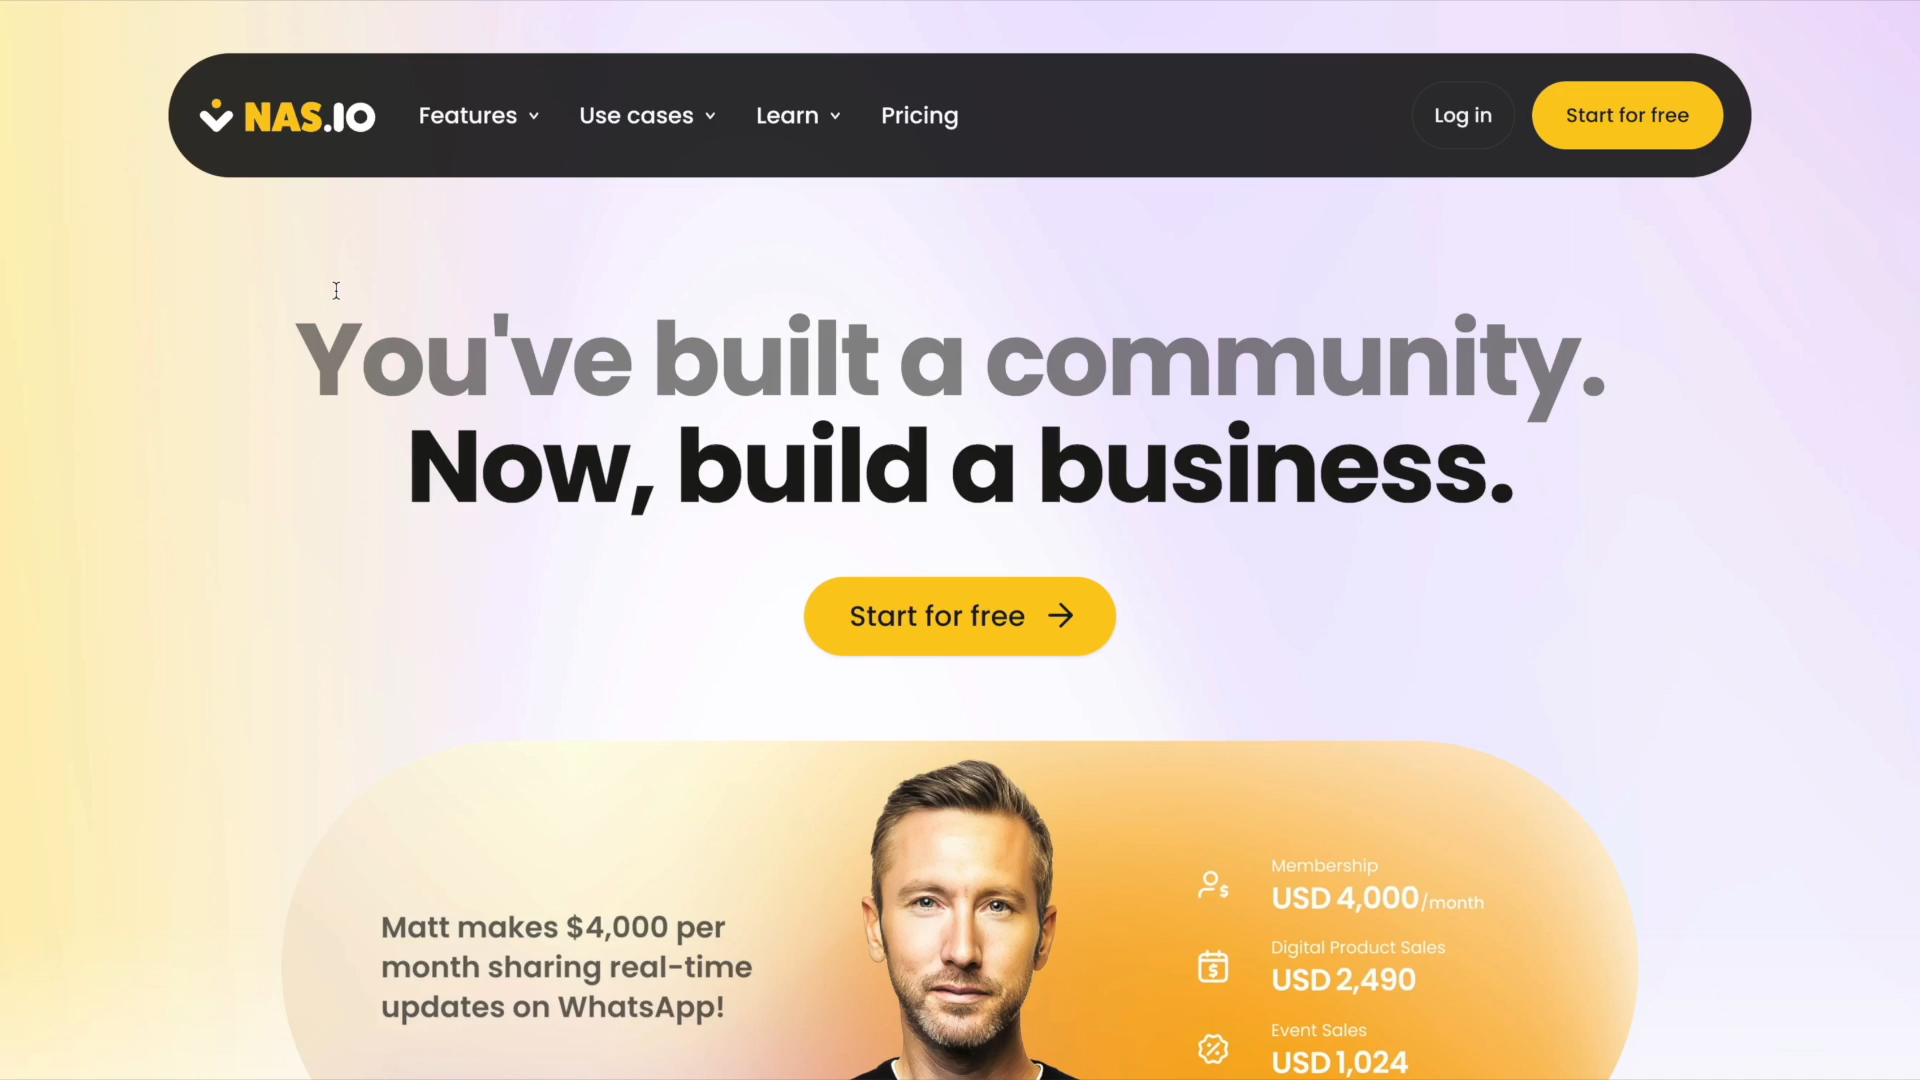 NAS.IO Features Use cases Learn Pricing Log in Start for free
You've built a community.
Now, build a business.
Start for free
Matt makes $4,000 per
month sharing real-time
updates on WhatsApp!
Membership
USD 4,000/month
Digital Product Sales
USD 2,490
Event Sales
USD 1,024